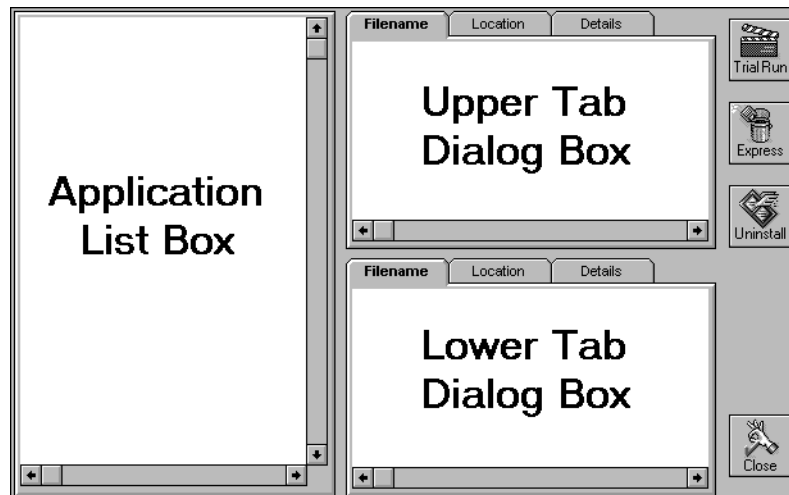 Application
List Box
Filename Location Details
Upper Tab
Dialog Box
Filename Location Details
Lower Tab
Dialog Box
Trial Run
Express
Uninstall
Close